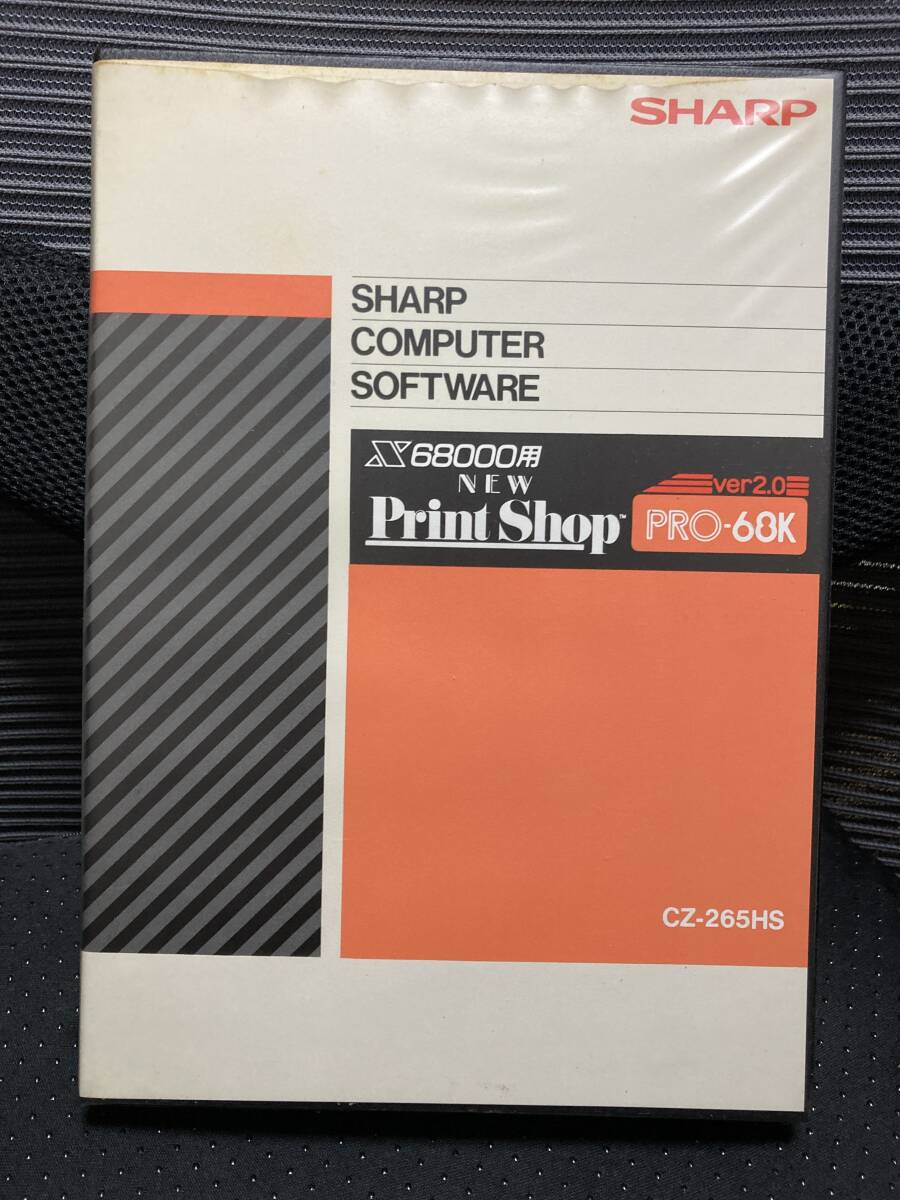 SHARP
SHARP
COMPUTER
SOFTWARE
X68000用
NEW
Print Shop™
ver2.0
PRO-68K
CZ-265HS